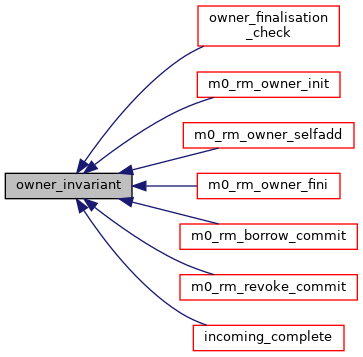 owner_finalisation
_check
m0_rm_owner_init
m0_rm_owner_selfadd
owner_invariant
m0_rm_owner_fini
m0_rm_borrow_commit
m0_rm_revoke_commit
incoming_complete